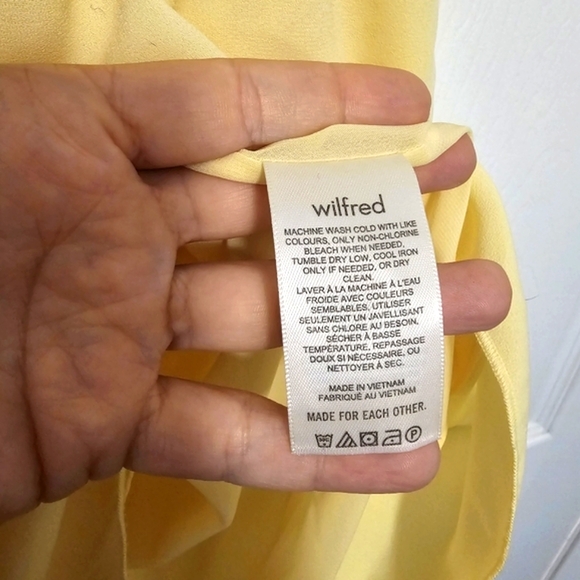 wilfred
MACHINE WASH COLD WITH LIKE
COLOURS, ONLY NON-CHLORINE
BLEACH WHEN NEEDED,
TUMBLE DRY LOW, COOL IRON
ONLY IF NEEDED, OR DRY
CLEAN.
LAVER À LA MACHINE À L'EAU
FROIDE AVEC COULEURS
SEMBLABLES, UTILISER
SEULEMENT UN JAVELLISANT
SANS CHLORE AU BESOIN,
SÉCHER À BASSE
TEMPÉRATURE, REPASSAGE
DOUX SI NÉCESSAIRE, OU
NETTOYER À SEC.
MADE IN VIETNAM
FABRIQUÉ AU VIETNAM
MADE FOR EACH OTHER.
P